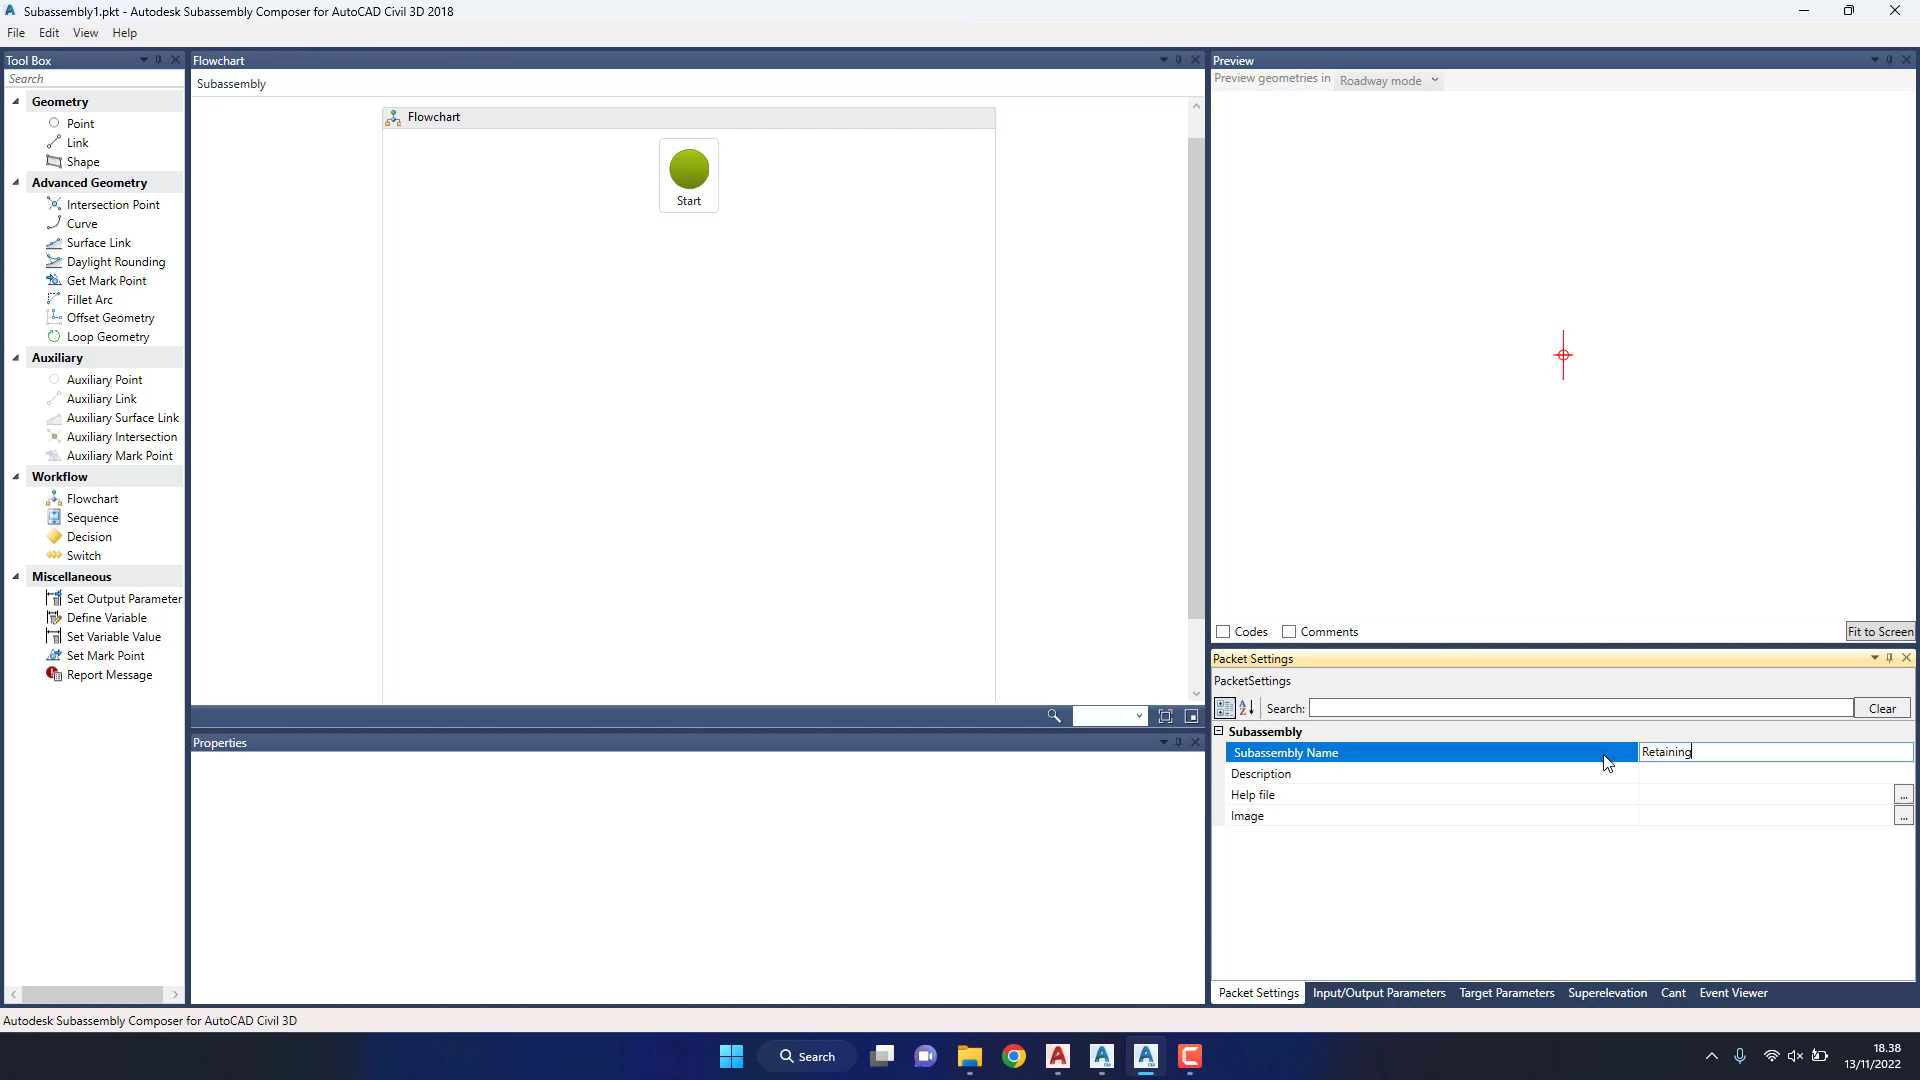 Subassembly1.pkt - Autodesk Subassembly Composer for AutoCAD Civil 3D 2018
File Edit View Help
Tool Box
Search
Geometry
Point
Link
Shape
Advanced Geometry
Intersection Point
Curve
Surface Link
Daylight Rounding
Get Mark Point
Fillet Arc
Offset Geometry
Loop Geometry
Auxiliary
Auxiliary Point
Auxiliary Link
Auxiliary Surface Link
Auxiliary Intersection
Auxiliary Mark Point
Workflow
Flowchart
Sequence
Decision
Switch
Miscellaneous
Set Output Parameter
Define Variable
Set Variable Value
Set Mark Point
Report Message
Flowchart
Subassembly
Flowchart
Start
Properties
Preview
Preview geometries in Roadway mode
Codes Comments Fit to Screen
Packet Settings
PacketSettings
Search: Clear
Subassembly
Subassembly Name Retaining
Description
Help file ...
Image ...
Packet Settings Input/Output Parameters Target Parameters Superelevation Cant Event Viewer
Autodesk Subassembly Composer for AutoCAD Civil 3D
Search
18.38
13/11/2022